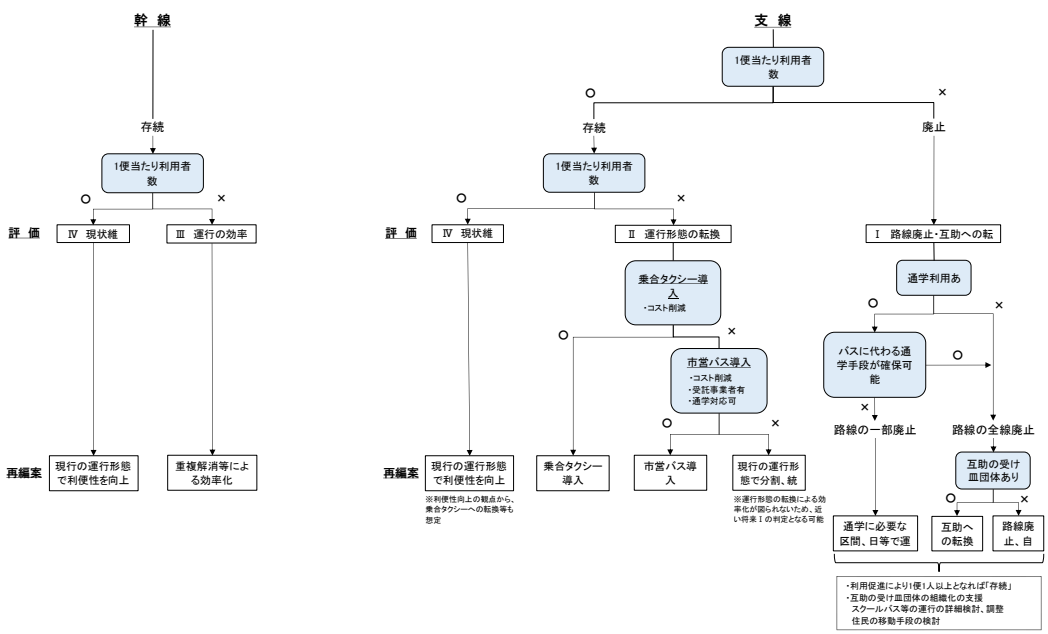 幹 線
存続
1便当たり利用者
数
○
×
評 価
Ⅳ 現状維
Ⅲ 運行の効率
再編案
現行の運行形態
で利便性を向上
重複解消等によ
る効率化
支 線
1便当たり利用者
数
○
×
存続
廃止
1便当たり利用者
数
○
×
評 価
Ⅳ 現状維
Ⅱ 運行形態の転換
Ⅰ 路線廃止・互助への転
乗合タクシー導
入
・コスト削減
○
×
市営バス導入
・コスト削減
・受託事業者有
・通学対応可
○
×
通学利用あ
○
×
バスに代わる通
学手段が確保可
能
○
×
路線の一部廃止
路線の全線廃止
互助の受け
皿団体あり
○
×
再編案
現行の運行形態
で利便性を向上
※利便性向上の観点から、
乗合タクシーへの転換等も
想定
乗合タクシー
導入
市営バス導
入
現行の運行形
態で分割、統
※運行形態の転換による効
率化が図られないため、近
い将来Ⅰの判定となる可能
通学に必要な
区間、日等で運
互助へ
の転換
路線廃
止、自
・利用促進により1便1人以上となれば「存続」
・互助の受け皿団体の組織化の支援
スクールバス等の運行の詳細検討、調整
住民の移動手段の検討